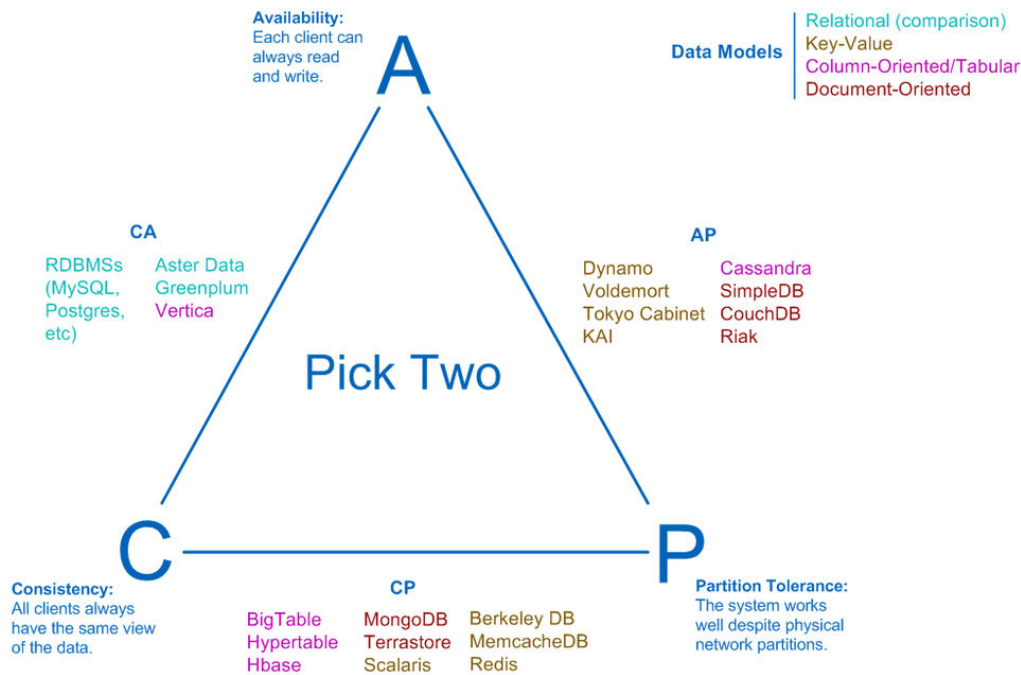 Availability:
Each client can
always read
and write.
A
Data Models
Relational (comparison)
Key-Value
Column-Oriented/Tabular
Document-Oriented
CA
RDBMSs
(MySQL,
Postgres,
etc)
Aster Data
Greenplum
Vertica
AP
Dynamo
Voldemort
Tokyo Cabinet
KAI
Cassandra
SimpleDB
CouchDB
Riak
Pick Two
C
Consistency:
All clients always
have the same view
of the data.
CP
BigTable
Hypertable
Hbase
MongoDB
Terrastore
Scalaris
Berkeley DB
MemcacheDB
Redis
P
Partition Tolerance:
The system works
well despite physical
network partitions.